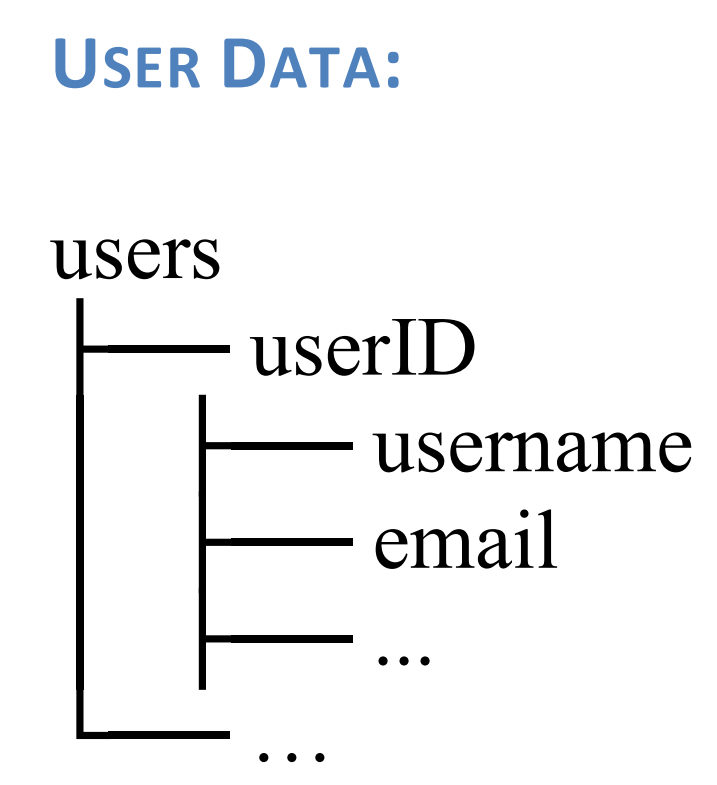 USER DATA:
users
userID
username
email
...
...